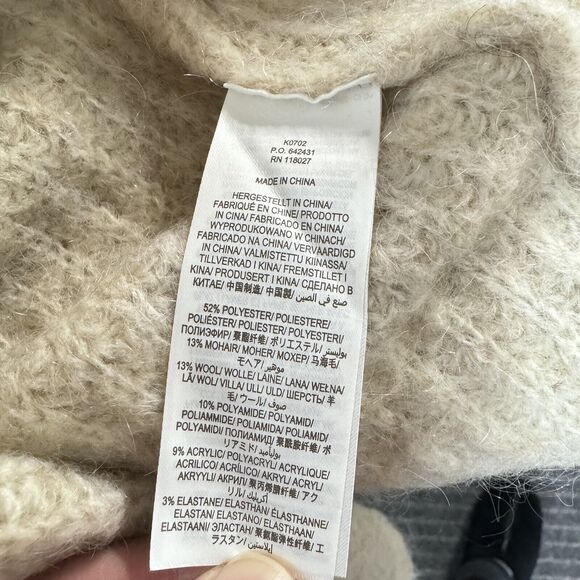 K0702
P.O. 642431
RN 118027
MADE IN CHINA
HERGESTELLT IN CHINA/
FABRIQUÉ EN CHINE/ PRODOTTO
IN CINA/ FABRICADO EN CHINA/
WYPRODUKOWANO W CHINACH/
FABRICADO NA CHINA/ VERVAARDIGD
IN CHINA/ VALMISTETTU KIINASSA/
TILLVERKAD I KINA/ FREMSTILLET I
KINA/ PRODUSERT I KINA/ СДЕЛАНО В
КИТАЕ/ 中国制造/ 中国製/ صنع في الصين
52% POLYESTER/ POLIESTERE/
POLIÉSTER/ POLIESTER/ POLYESTERI/
ПОЛИЭФИР/ 聚酯纤维/ ポリエステル/ بوليستر
13% MOHAIR/ MOHER/ МОХЕР/ 马海毛/
モヘア/ موهير
13% WOOL/ WOLLE/ LAINE/ LANA/ WEŁNA/
LÃ/ WOL/ VILLA/ ULL/ ULD/ ШЕРСТЬ/ 羊
毛/ ウール/ صوف
10% POLYAMIDE/ POLYAMID/
POLIAMMIDE/ POLIAMIDA/ POLIAMID/
POLYAMIDI/ ПОЛИАМИД/ 聚酰胺纤维/ ポ
リアミド/ بولياميد
9% ACRYLIC/ POLYACRYL/ ACRYLIQUE/
ACRILICO/ ACRÍLICO/ AKRYL/ ACRYL/
AKRYYLI/ АКРИЛ/ 聚丙烯腈纤维/ アク
リル/ أكريليك
3% ELASTANE/ ELASTHAN/ ÉLASTHANNE/
ELASTAN/ ELASTANO/ ELASTHAAN/
ELASTAANI/ ЭЛАСТАН/ 聚氨酯弹性纤维/ エ
ラスタン/ إيلاستين